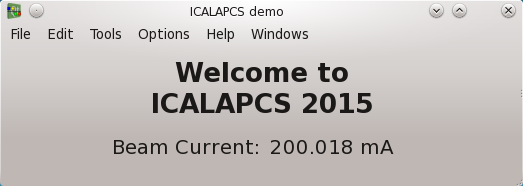 ICALAPCS demo
File Edit Tools Options Help Windows
Welcome to
ICALAPCS 2015
Beam Current: 200.018 mA